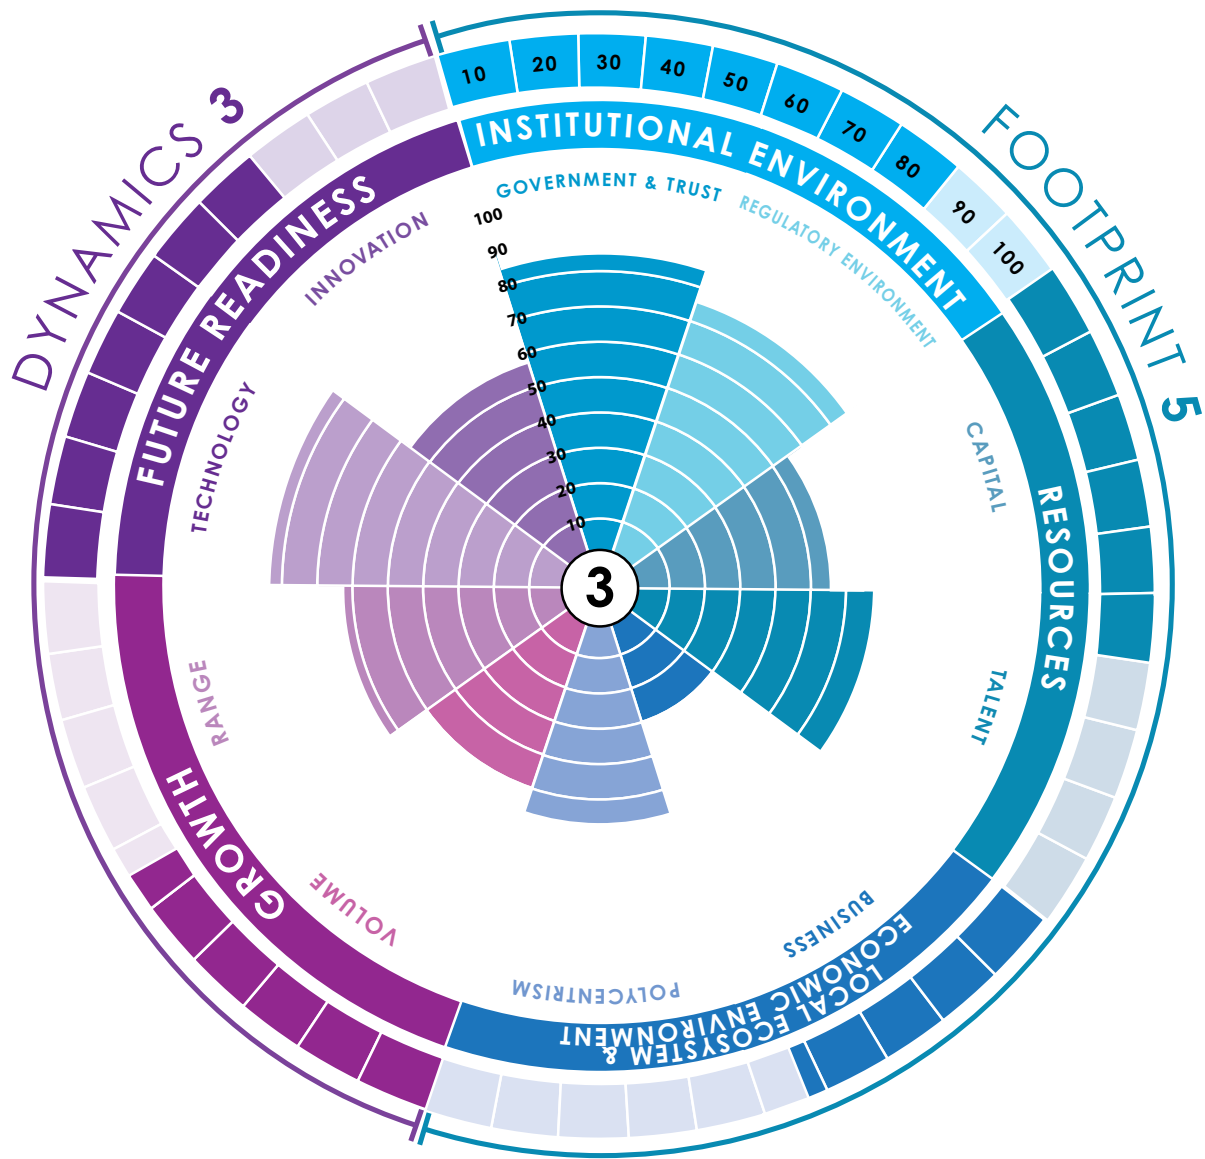 DYNAMICS 3
FOOTPRINT 5
10 20 30 40 50 60 70 80 90 100
INSTITUTIONAL ENVIRONMENT
GOVERNMENT & TRUST
REGULATORY ENVIRONMENT
FUTURE READINESS
INNOVATION
TECHNOLOGY
100
90
80
70
60
50
40
30
20
10
3
CAPITAL
RESOURCES
TALENT
RANGE
GROWTH
VOLUME
POLYCENTRISM
BUSINESS
LOCAL ECOSYSTEM &
ECONOMIC ENVIRONMENT